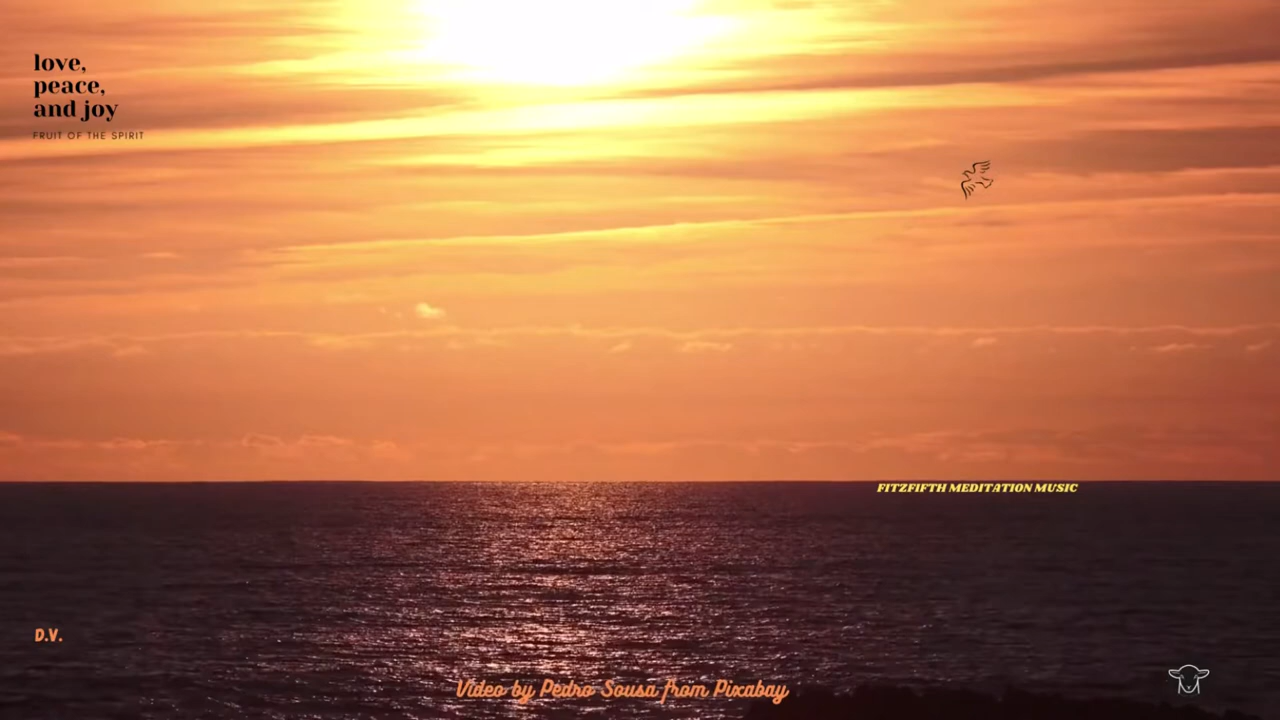 love,
peace,
and joy
FRUIT OF THE SPIRIT
FITZFIFTH MEDITATION MUSIC
D.V.
Video by Pedro Sousa from Pixabay